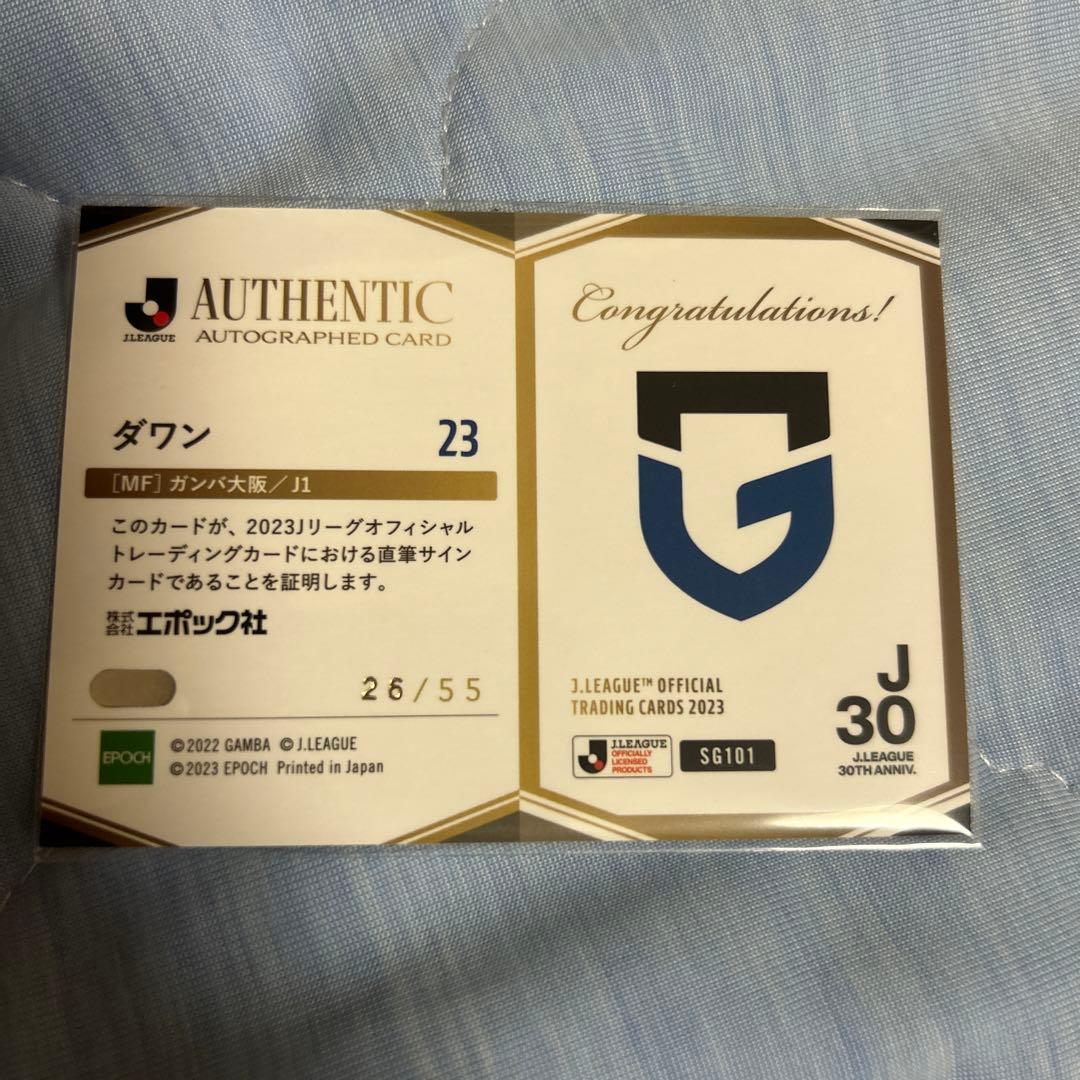 J.LEAGUE
AUTHENTIC
AUTOGRAPHED CARD
ダワン
23
[MF] ガンバ大阪/J1
このカードが、2023Jリーグオフィシャル
トレーディングカードにおける直筆サイン
カードであることを証明します。
株式会社エポック社
26/55
EPOCH
©2022 GAMBA ©J.LEAGUE
©2023 EPOCH Printed in Japan
Congratulations!
J.LEAGUE™ OFFICIAL
TRADING CARDS 2023
J.LEAGUE
OFFICIALLY
LICENSED
PRODUCTS
SG101
J
30
J.LEAGUE
30TH ANNIV.